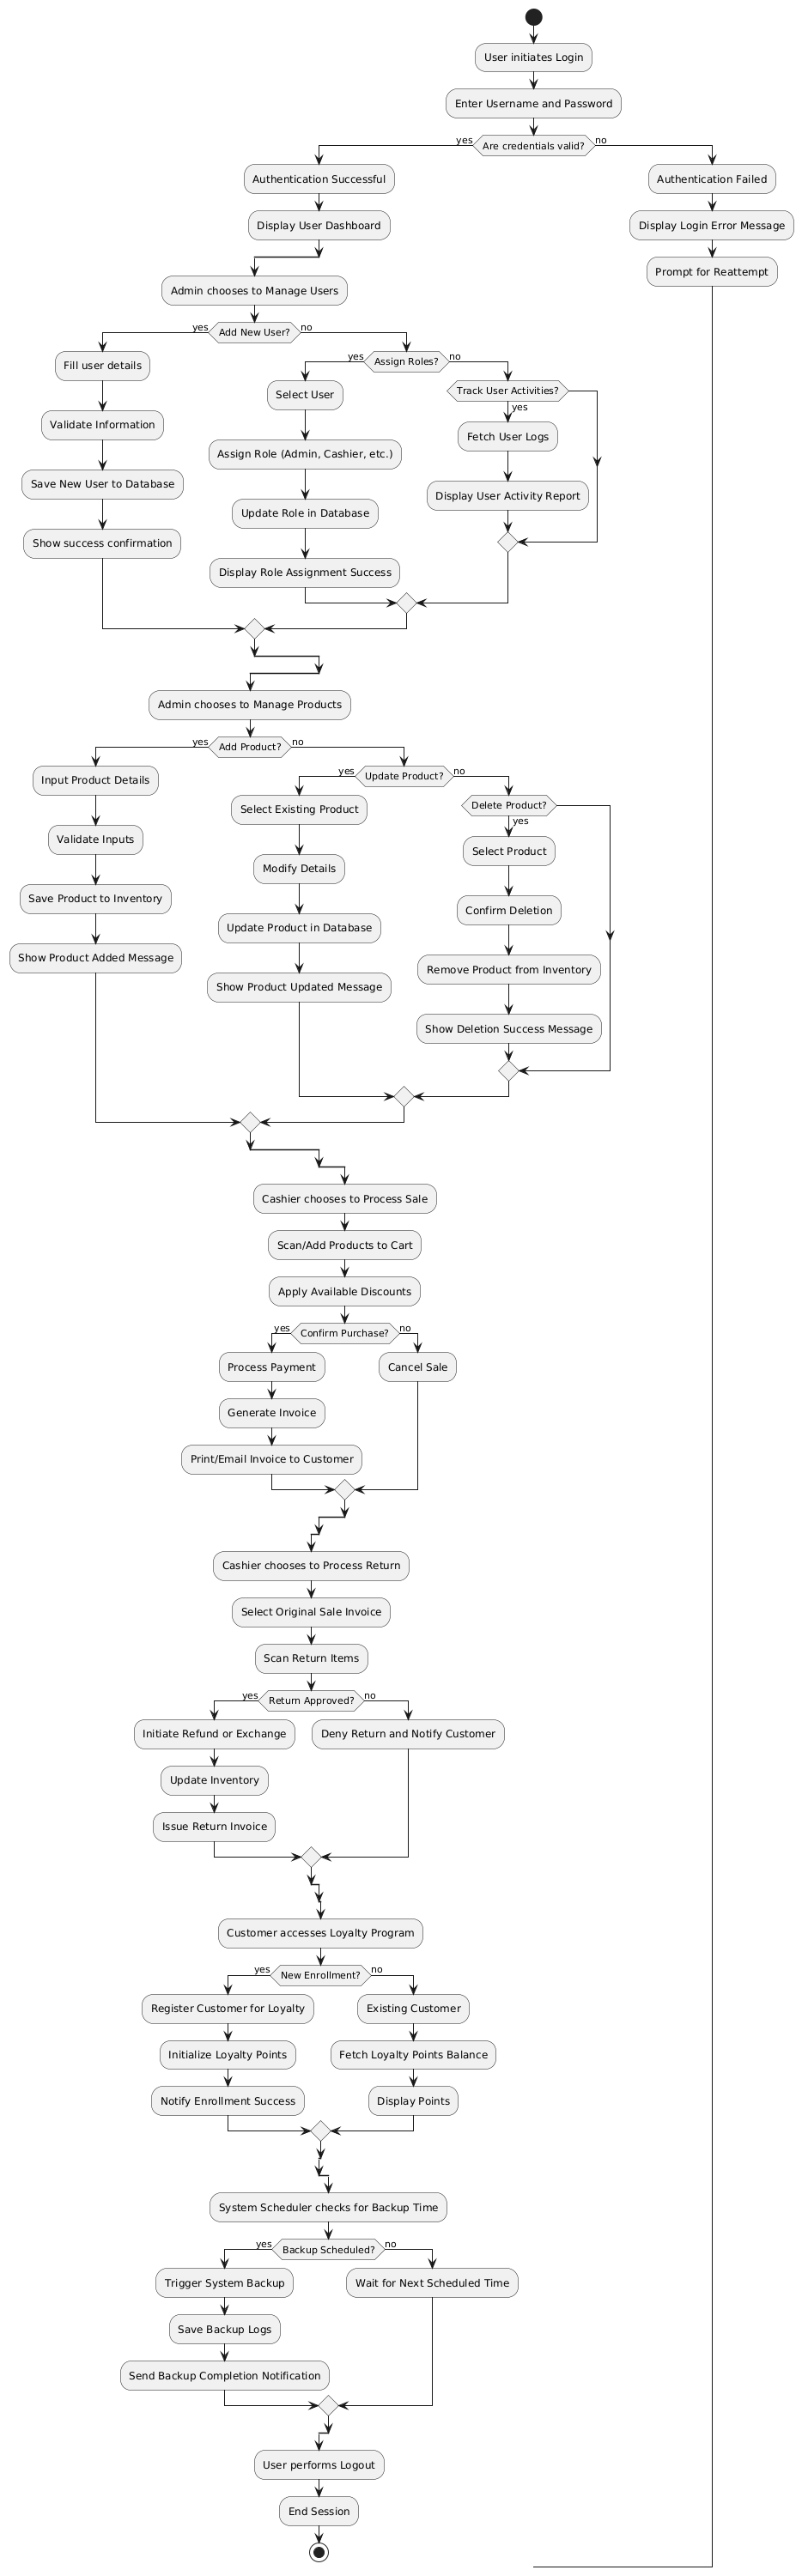 User initiates Login
Enter Username and Password
yes
Are credentials valid?
no
Authentication Successful
Authentication Failed
Display User Dashboard
Display Login Error Message
Prompt for Reattempt
Admin chooses to Manage Users
yes
Add New User?
no
Fill user details
yes
Assign Roles?
no
Select User
Track User Activities?
yes
Validate Information
Fetch User Logs
Assign Role (Admin, Cashier, etc.)
Save New User to Database
Display User Activity Report
Update Role in Database
Show success confirmation
Display Role Assignment Success
Admin chooses to Manage Products
yes
Add Product?
no
Input Product Details
yes
Update Product?
no
Select Existing Product
Delete Product?
yes
Validate Inputs
Select Product
Modify Details
Save Product to Inventory
Confirm Deletion
Update Product in Database
Show Product Added Message
Remove Product from Inventory
Show Product Updated Message
Show Deletion Success Message
Cashier chooses to Process Sale
Scan/Add Products to Cart
Apply Available Discounts
yes
Confirm Purchase?
no
Process Payment
Cancel Sale
Generate Invoice
Print/Email Invoice to Customer
Cashier chooses to Process Return
Select Original Sale Invoice
Scan Return Items
yes
Return Approved?
no
Initiate Refund or Exchange
Deny Return and Notify Customer
Update Inventory
Issue Return Invoice
Customer accesses Loyalty Program
yes
New Enrollment?
no
Register Customer for Loyalty
Existing Customer
Initialize Loyalty Points
Fetch Loyalty Points Balance
Notify Enrollment Success
Display Points
System Scheduler checks for Backup Time
yes
Backup Scheduled?
no
Trigger System Backup
Wait for Next Scheduled Time
Save Backup Logs
Send Backup Completion Notification
User performs Logout
End Session